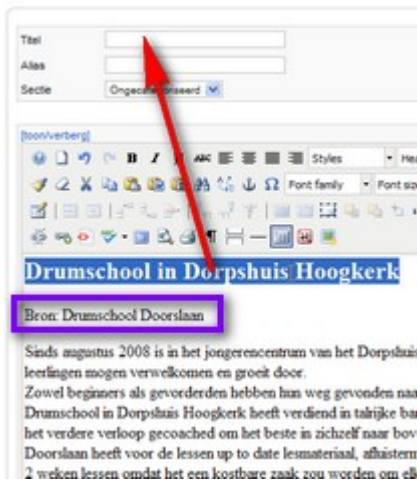 Titel
Alias
Sectie Ongecategoriseerd
[toon/verberg]
B I ABC Styles
Font family Font
Drumschool in Dorpshuis Hoogkerk
Bron: Drumschool Doorslaan
Sinds augustus 2008 is in het jongerencentrum van het Dorpshuis
leerlingen mogen verwelkomen en groeit door.
Zowel beginners als gevorderden hebben hun weg gevonden naar
Drumschool in Dorpshuis Hoogkerk heeft verdiend in talrijke
het verdere verloop gecoached om het beste in zichzelf naar
Doorslaan heeft voor de lessen up to date lesmateriaal,
2 weken lessen omdat het een kostbare zaak zou worden om